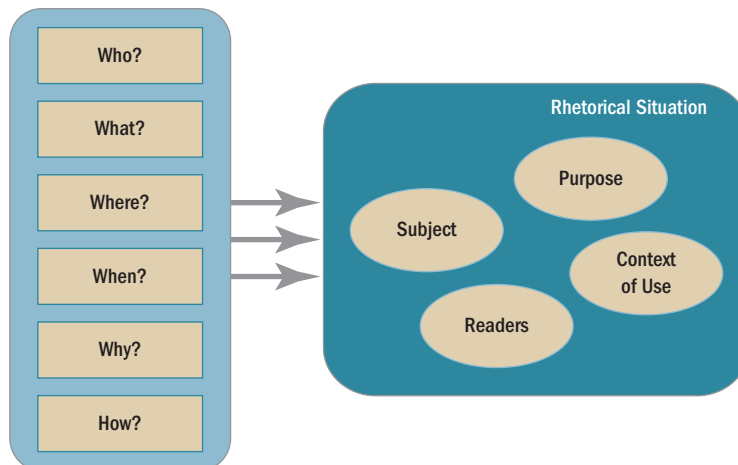 Who?
What?
Where?
When?
Why?
How?
Rhetorical Situation
Purpose
Subject
Context
of Use
Readers